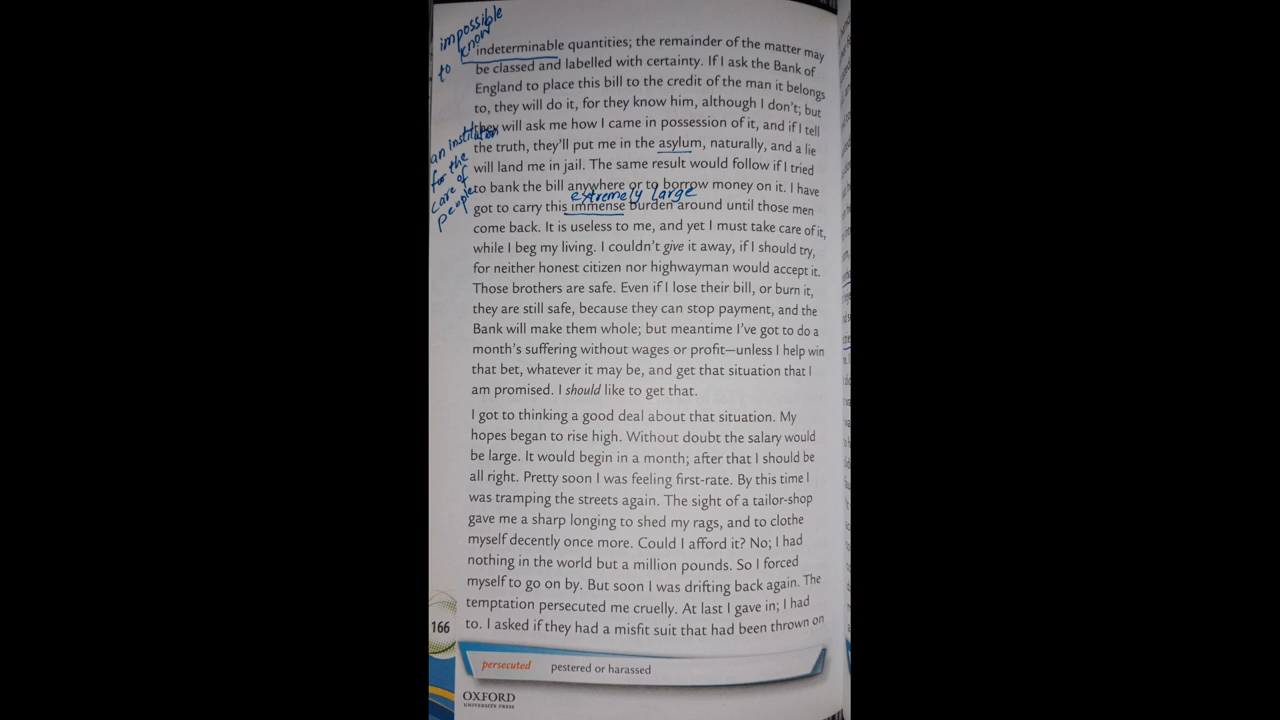 impossible
to know
indeterminable quantities; the remainder of the matter may
be classed and labelled with certainty. If I ask the Bank of
England to place this bill to the credit of the man it belongs
to, they will do it, for they know him, although I don't; but
they will ask me how I came in possession of it, and if I tell
the truth, they'll put me in the asylum, naturally, and a lie
an institution
for the
care of
people
will land me in jail. The same result would follow if I tried
to bank the bill anywhere or to borrow money on it. I have
extremely large
got to carry this immense burden around until those men
come back. It is useless to me, and yet I must take care of it,
while I beg my living. I couldn't give it away, if I should try,
for neither honest citizen nor highwayman would accept it.
Those brothers are safe. Even if I lose their bill, or burn it,
they are still safe, because they can stop payment, and the
Bank will make them whole; but meantime I've got to do a
month's suffering without wages or profit—unless I help win
that bet, whatever it may be, and get that situation that I
am promised. I should like to get that.
I got to thinking a good deal about that situation. My
hopes began to rise high. Without doubt the salary would
be large. It would begin in a month; after that I should be
all right. Pretty soon I was feeling first-rate. By this time I
was tramping the streets again. The sight of a tailor-shop
gave me a sharp longing to shed my rags, and to clothe
myself decently once more. Could I afford it? No; I had
nothing in the world but a million pounds. So I forced
myself to go on by. But soon I was drifting back again. The
temptation persecuted me cruelly. At last I gave in; I had
to. I asked if they had a misfit suit that had been thrown on
166
persecuted pestered or harassed
OXFORD
UNIVERSITY PRESS